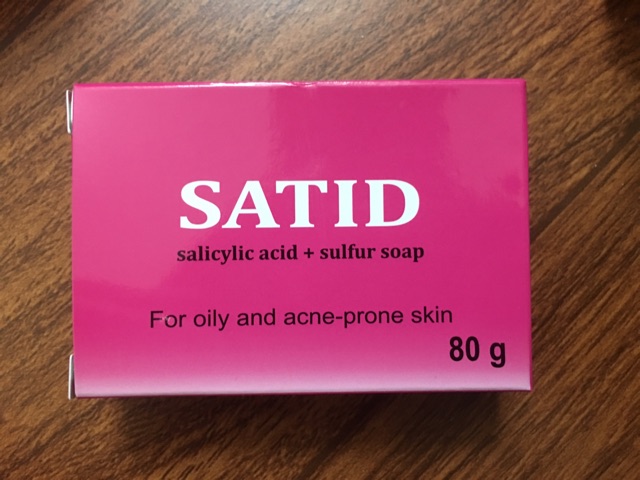 SATID
salicylic acid + sulfur soap
For oily and acne-prone skin
80 g